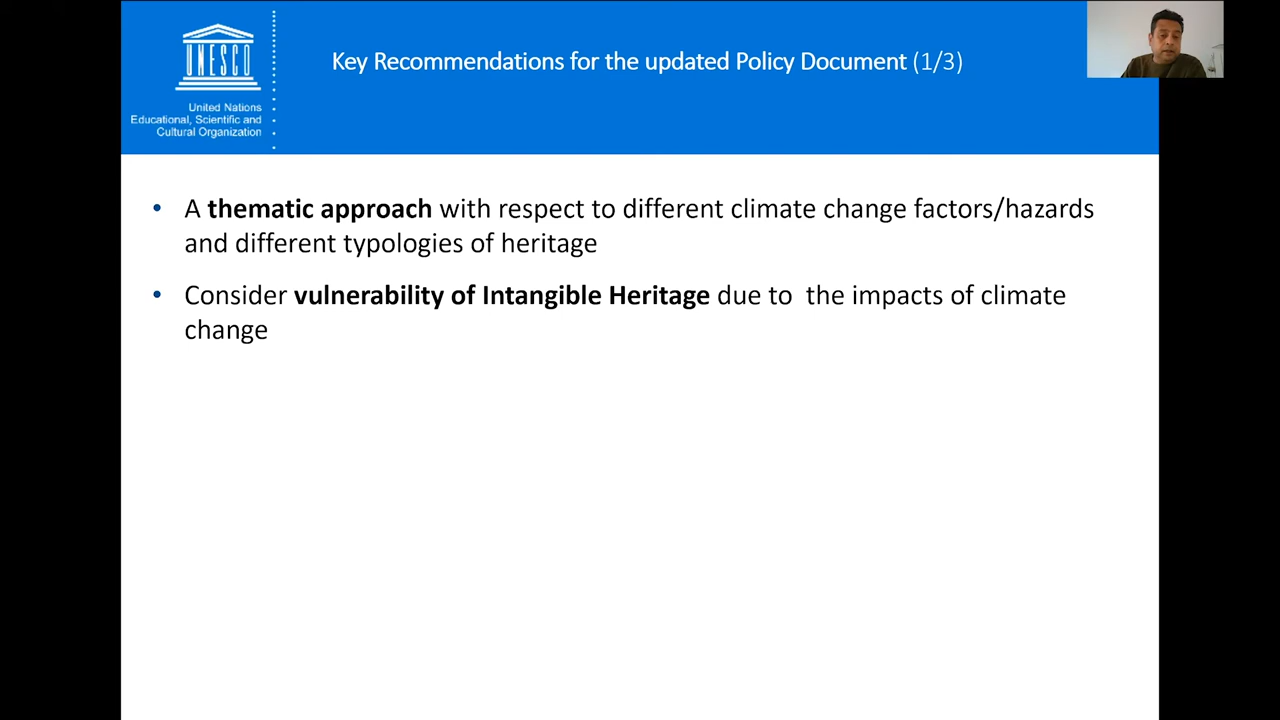 UNESCO
United Nations
Educational, Scientific and
Cultural Organization
Key Recommendations for the updated Policy Document (1/3)
• A thematic approach with respect to different climate change factors/hazards
and different typologies of heritage
• Consider vulnerability of Intangible Heritage due to  the impacts of climate
change